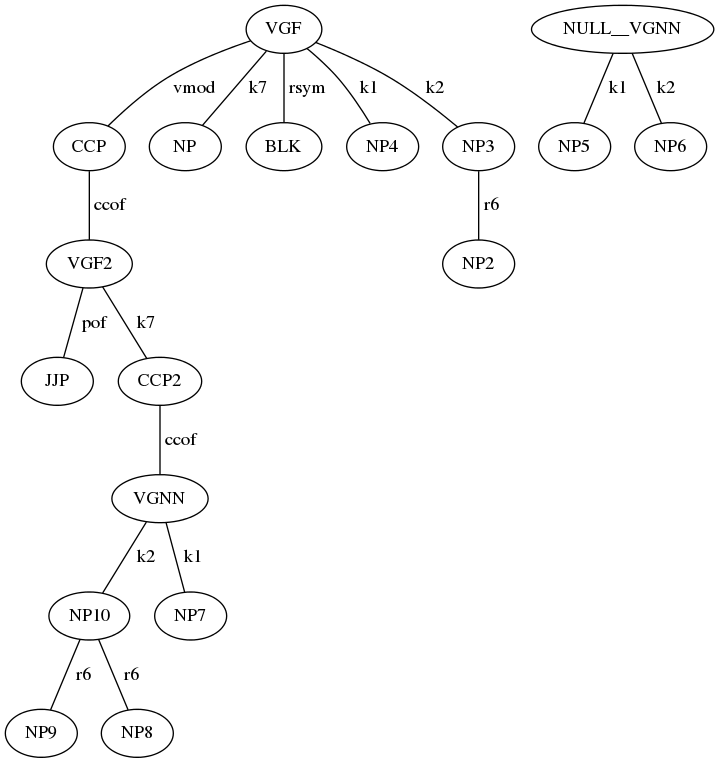 VGF NULL__VGNN
vmod k7 rsym k1 k2 k1 k2
CCP NP BLK NP4 NP3 NP5 NP6
ccof r6
VGF2 NP2
pof k7
JJP CCP2
ccof
VGNN
k2 k1
NP10 NP7
r6 r6
NP9 NP8